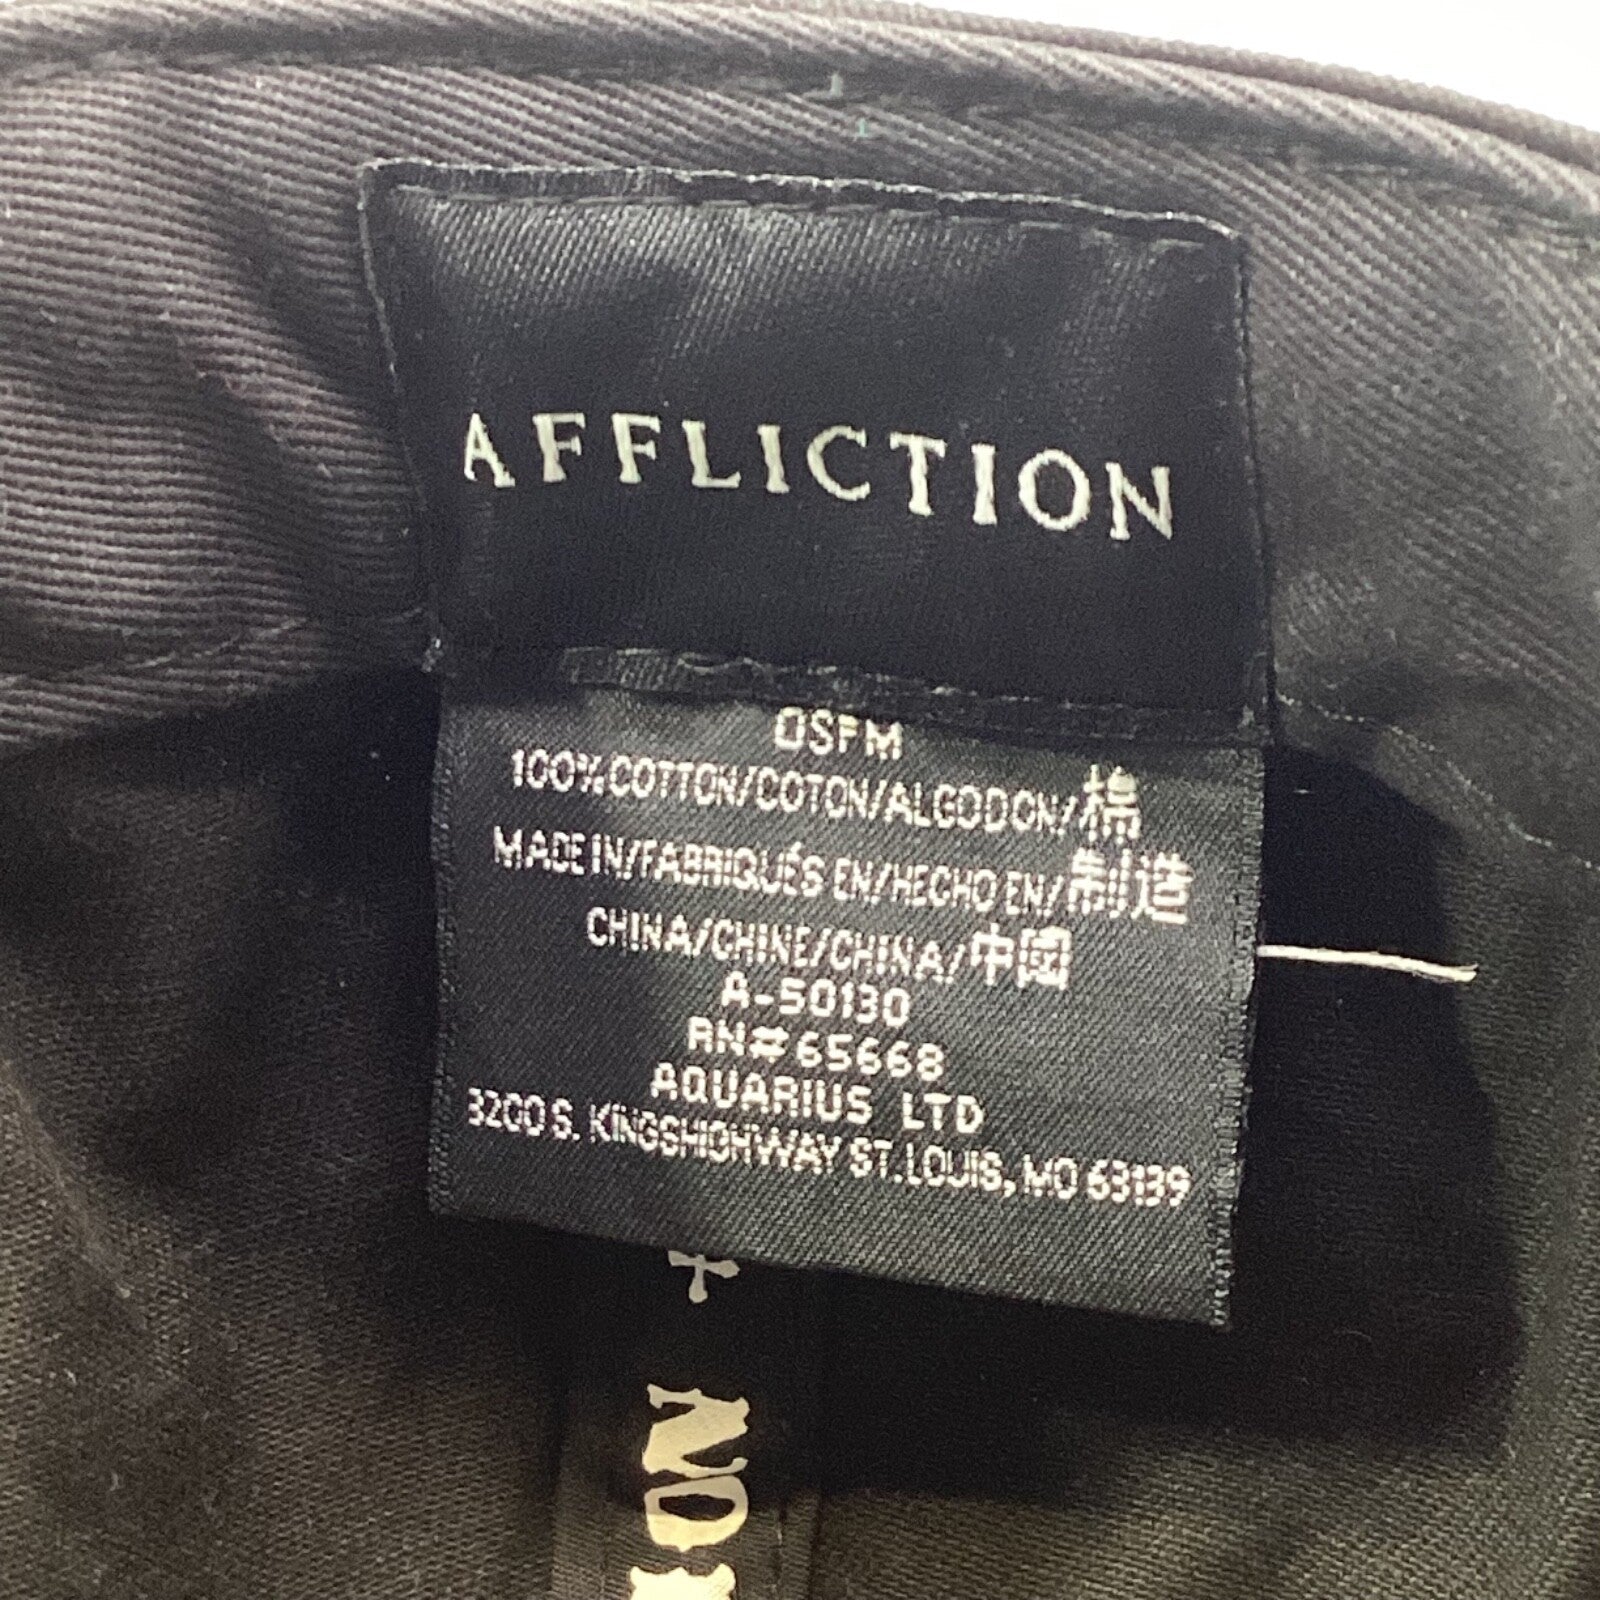 AFFLICTION
OSFM
100% COTTON/COTON/ALGODON/棉
MADE IN/FABRIQUÉS EN/HECHO EN/制造
CHINA/CHINE/CHINA/中國
A-50130
RN#65668
AQUARIUS LTD
3200 S. KINGSHIGHWAY ST. LOUIS, MO 63139